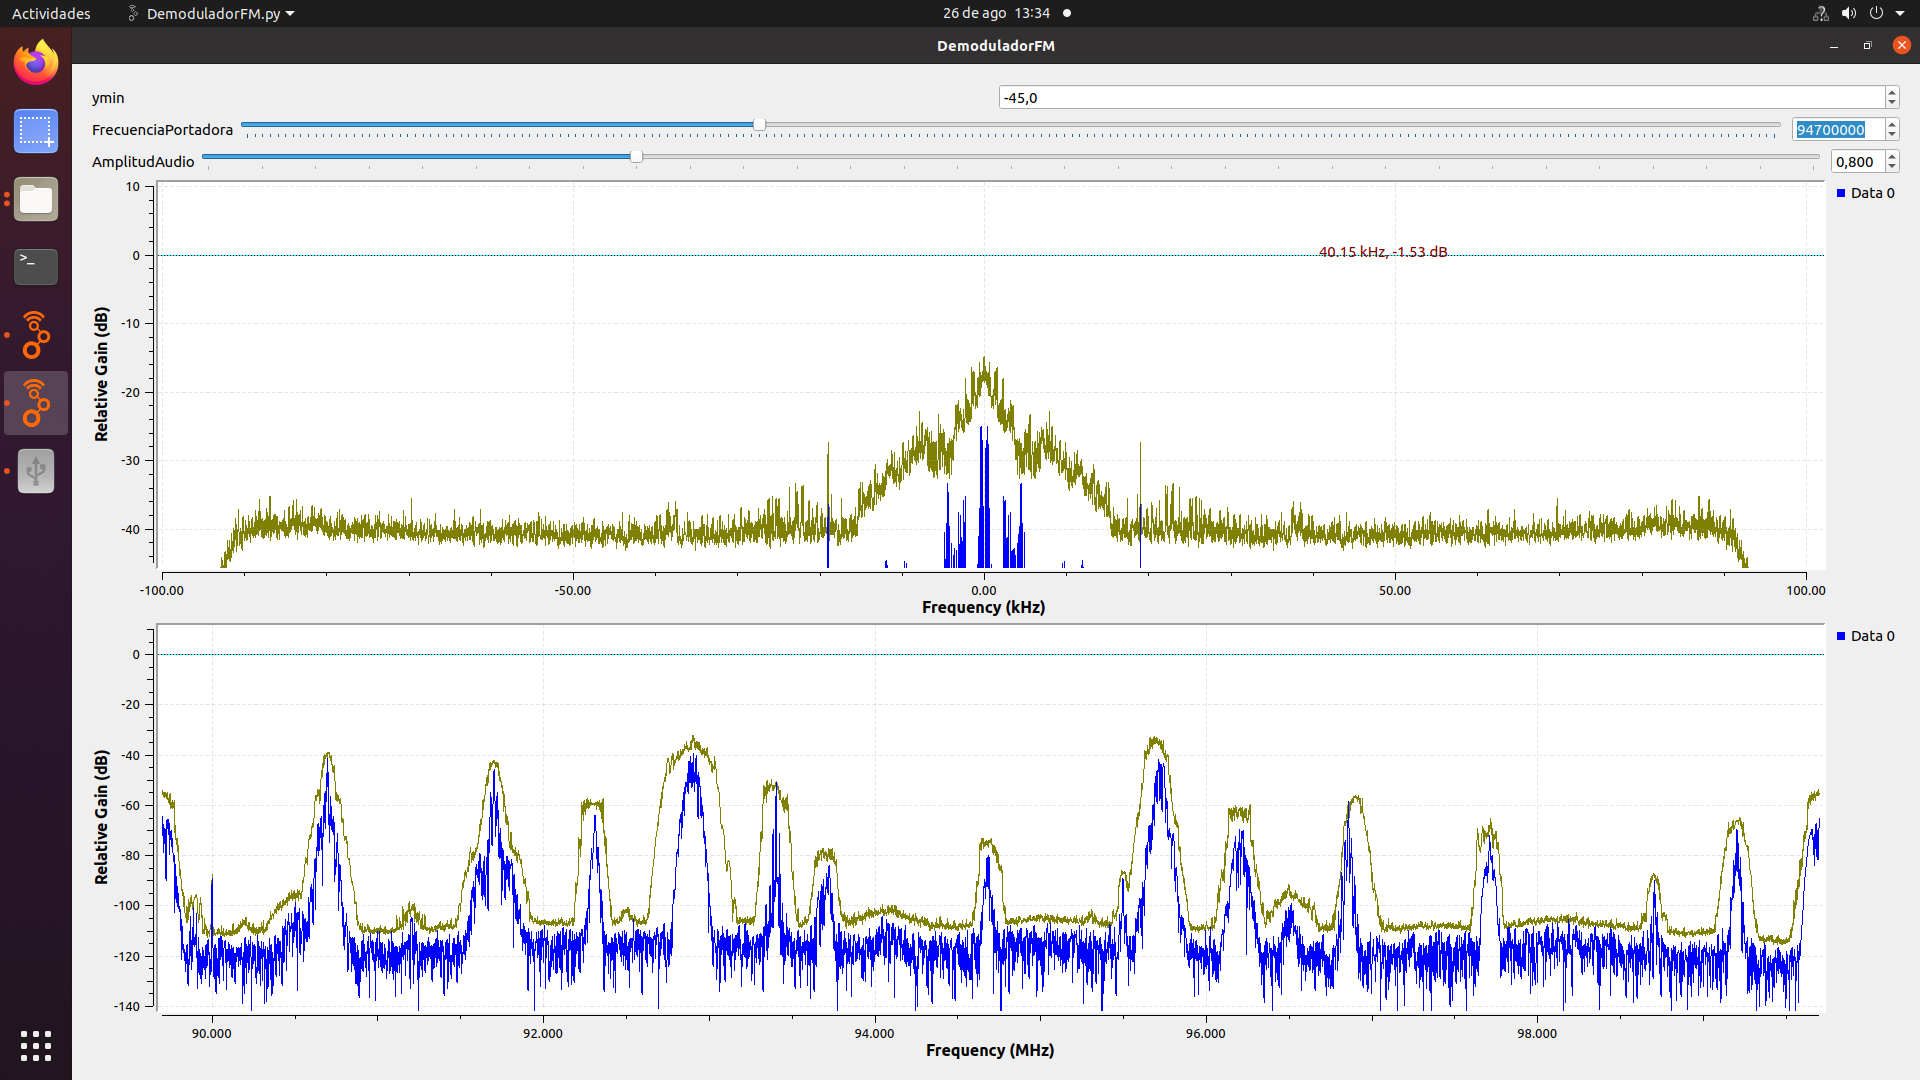 Actividades DemoduladorFM.py 26 de ago 13:34
DemoduladorFM
ymin -45,0
FrecuenciaPortadora 94700000
AmplitudAudio 0,800
Data 0
10
0
-10
-20
-30
-40
Relative Gain (dB)
40.15 kHz, -1.53 dB
-100.00 -50.00 0.00 50.00 100.00
Frequency (kHz)
Data 0
0
-20
-40
-60
-80
-100
-120
-140
Relative Gain (dB)
90.000 92.000 94.000 96.000 98.000
Frequency (MHz)